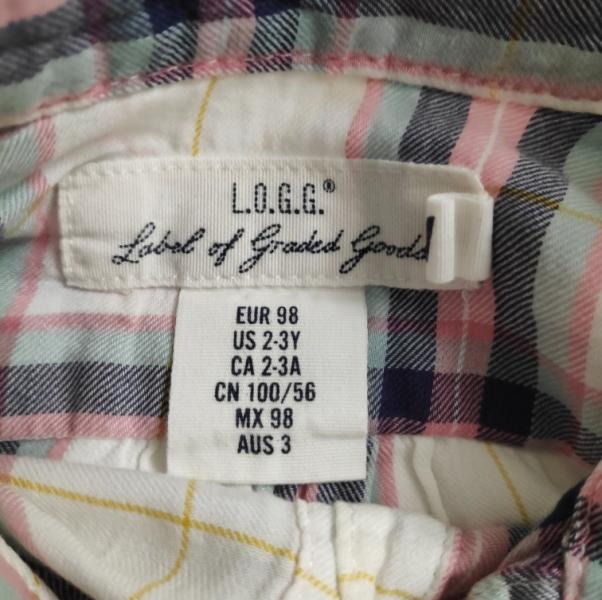 L.O.G.G.®
Label of Graded Goods
EUR 98
US 2-3Y
CA 2-3A
CN 100/56
MX 98
AUS 3